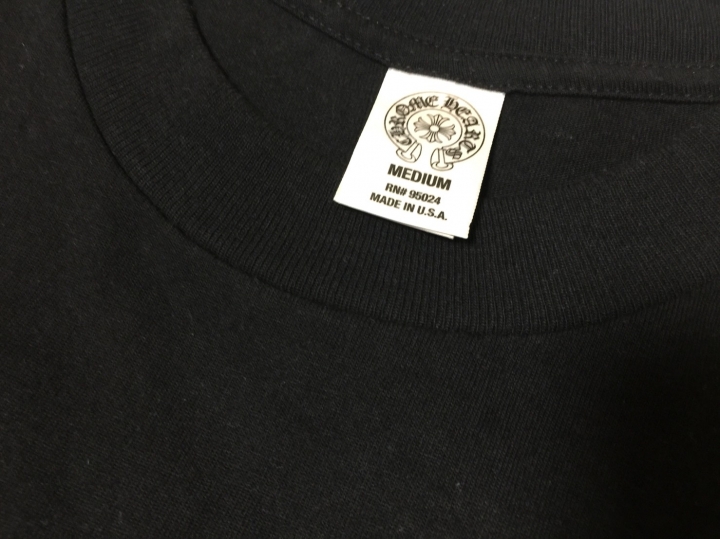 CHROME HEARTS
MEDIUM
RN# 95024
MADE IN U.S.A.